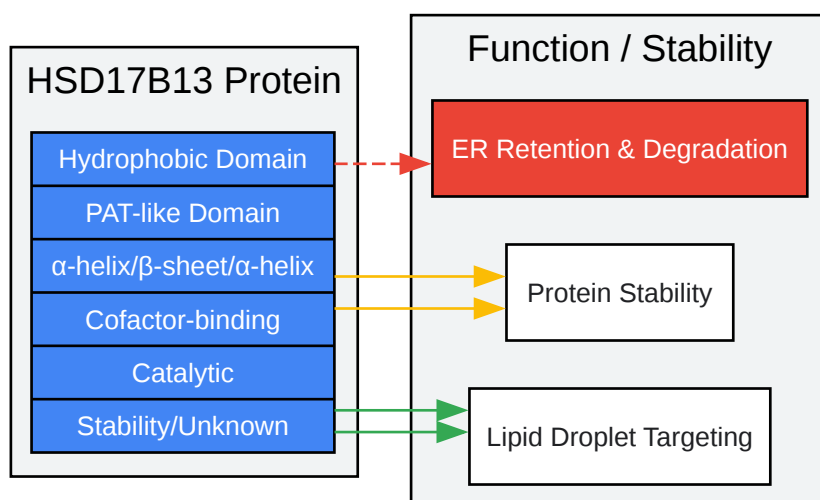 HSD17B13 Protein
Hydrophobic Domain
PAT-like Domain
α-helix/β-sheet/α-helix
Cofactor-binding
Catalytic
Stability/Unknown
Function / Stability
ER Retention & Degradation
Protein Stability
Lipid Droplet Targeting